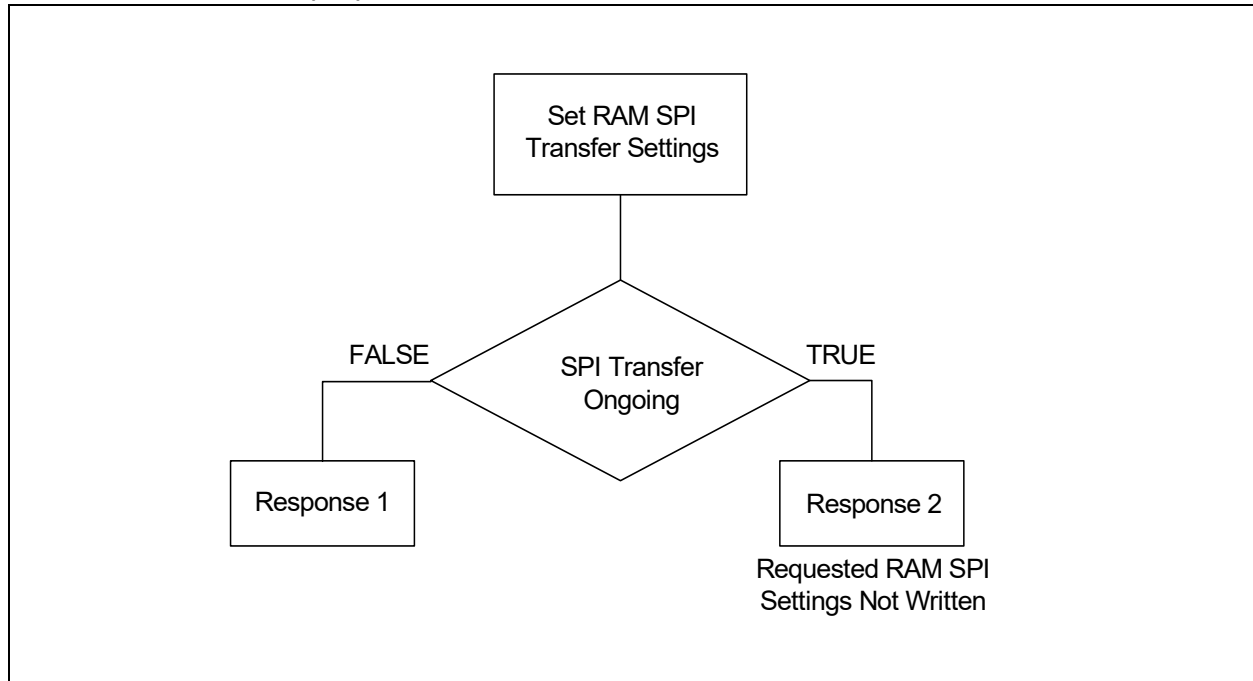 Set RAM SPI
Transfer Settings
FALSE
TRUE
SPI Transfer
Ongoing
Response 1
Response 2
Requested RAM SPI
Settings Not Written